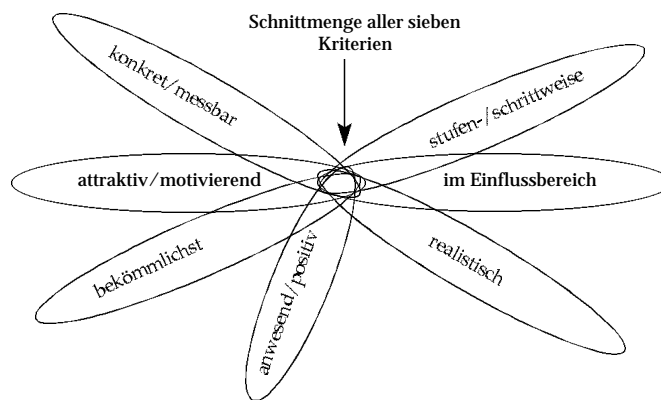 Schnittmenge aller sieben
Kriterien
konkret/messbar
stufen-/schrittweise
attraktiv/motivierend
im Einflussbereich
bekömmlichst
anwesend/positiv
realistisch